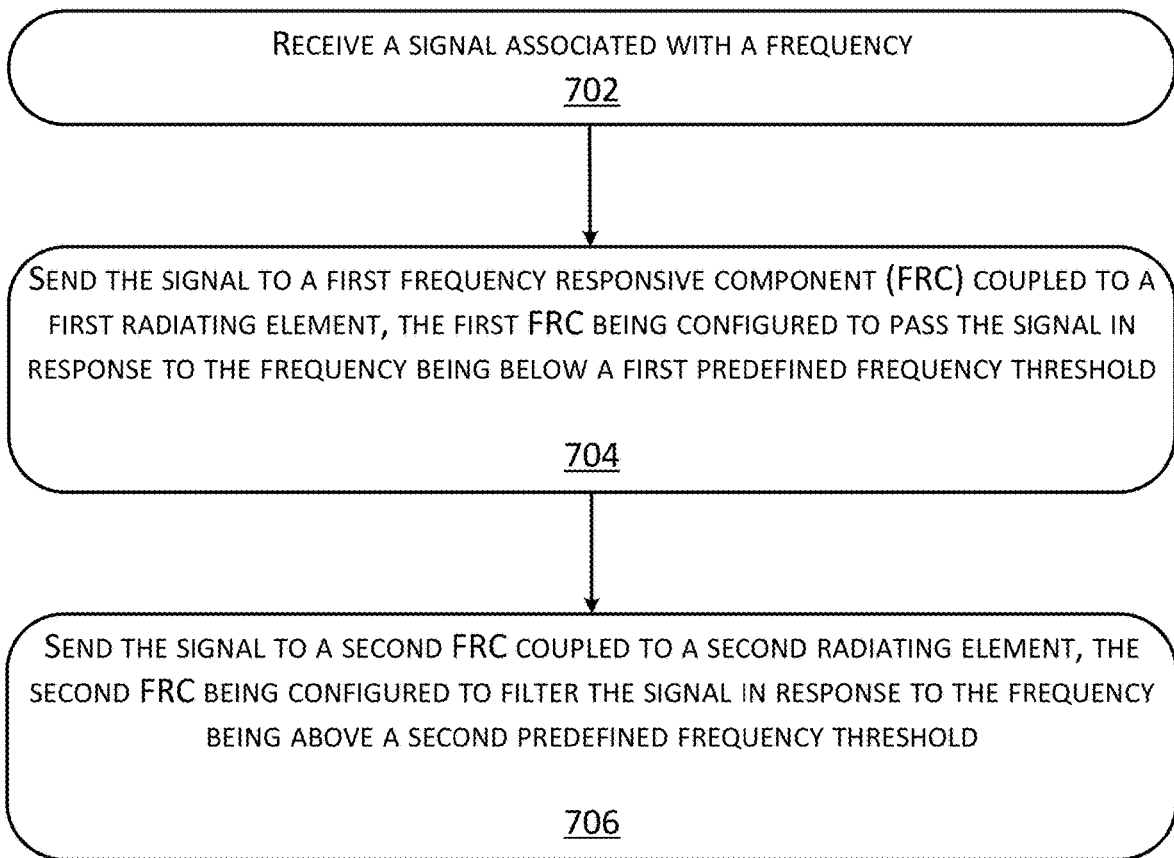 RECEIVE A SIGNAL ASSOCIATED WITH A FREQUENCY
702
SEND THE SIGNAL TO A FIRST FREQUENCY RESPONSIVE COMPONENT (FRC) COUPLED TO A
FIRST RADIATING ELEMENT, THE FIRST FRC BEING CONFIGURED TO PASS THE SIGNAL IN
RESPONSE TO THE FREQUENCY BEING BELOW A FIRST PREDEFINED FREQUENCY THRESHOLD
704
SEND THE SIGNAL TO A SECOND FRC COUPLED TO A SECOND RADIATING ELEMENT, THE
SECOND FRC BEING CONFIGURED TO FILTER THE SIGNAL IN RESPONSE TO THE FREQUENCY
BEING ABOVE A SECOND PREDEFINED FREQUENCY THRESHOLD
706